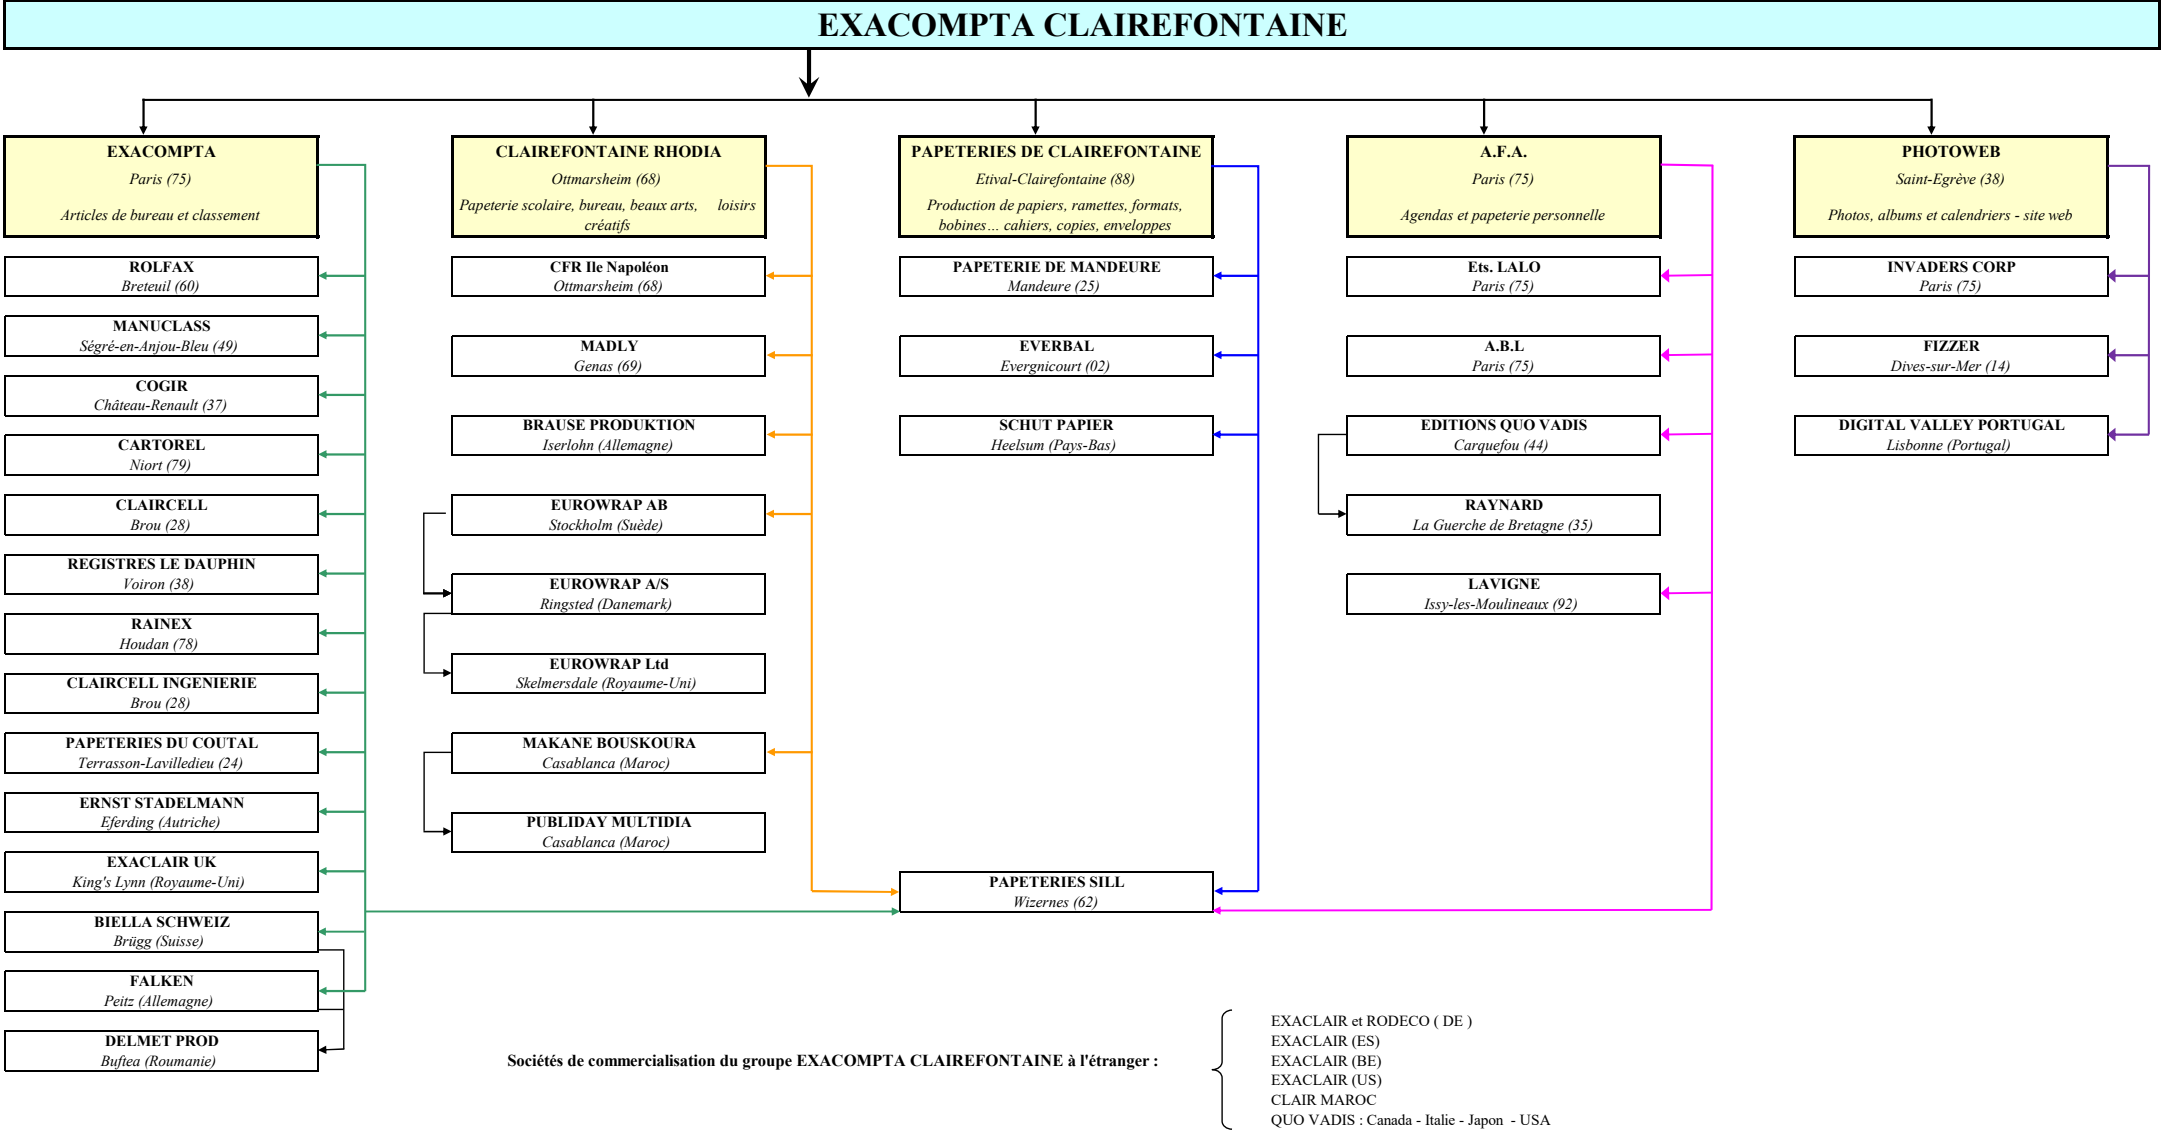 EXACOMPTA CLAIREFONTAINE
EXACOMPTA
Paris (75)
Articles de bureau et classement
ROLFAX
Breteuil (60)
MANUCLASS
Ségré-en-Anjou-Bleu (49)
COGIR
Château-Renault (37)
CARTOREL
Niort (79)
CLAIRCELL
Brou (28)
REGISTRES LE DAUPHIN
Voiron (38)
RAINEX
Houdan (78)
CLAIRCELL INGENIERIE
Brou (28)
PAPETERIES DU COUTAL
Terrasson-Lavilledieu (24)
ERNST STADELMANN
Eferding (Autriche)
EXACLAIR UK
King's Lynn (Royaume-Uni)
BIELLA SCHWEIZ
Brügg (Suisse)
FALKEN
Peitz (Allemagne)
DELMET PROD
Buftea (Roumanie)
CLAIREFONTAINE RHODIA
Ottmarsheim (68)
Papeterie scolaire, bureau, beaux arts, loisirs
créatifs
CFR Ile Napoléon
Ottmarsheim (68)
MADLY
Genas (69)
BRAUSE PRODUKTION
Iserlohn (Allemagne)
EUROWRAP AB
Stockholm (Suède)
EUROWRAP A/S
Ringsted (Danemark)
EUROWRAP Ltd
Skelmersdale (Royaume-Uni)
MAKANE BOUSKOURA
Casablanca (Maroc)
PUBLIDAY MULTIDIA
Casablanca (Maroc)
PAPETERIES DE CLAIREFONTAINE
Etival-Clairefontaine (88)
Production de papiers, ramettes, formats,
bobines… cahiers, copies, enveloppes
PAPETERIE DE MANDEURE
Mandeure (25)
EVERBAL
Evergnicourt (02)
SCHUT PAPIER
Heelsum (Pays-Bas)
PAPETERIES SILL
Wizernes (62)
A.F.A.
Paris (75)
Agendas et papeterie personnelle
Ets. LALO
Paris (75)
A.B.L
Paris (75)
EDITIONS QUO VADIS
Carquefou (44)
RAYNARD
La Guerche de Bretagne (35)
LAVIGNE
Issy-les-Moulineaux (92)
PHOTOWEB
Saint-Egrève (38)
Photos, albums et calendriers - site web
INVADERS CORP
Paris (75)
FIZZER
Dives-sur-Mer (14)
DIGITAL VALLEY PORTUGAL
Lisbonne (Portugal)
Sociétés de commercialisation du groupe EXACOMPTA CLAIREFONTAINE à l'étranger :
EXACLAIR et RODECO ( DE )
EXACLAIR (ES)
EXACLAIR (BE)
EXACLAIR (US)
CLAIR MAROC
QUO VADIS : Canada - Italie - Japon - USA